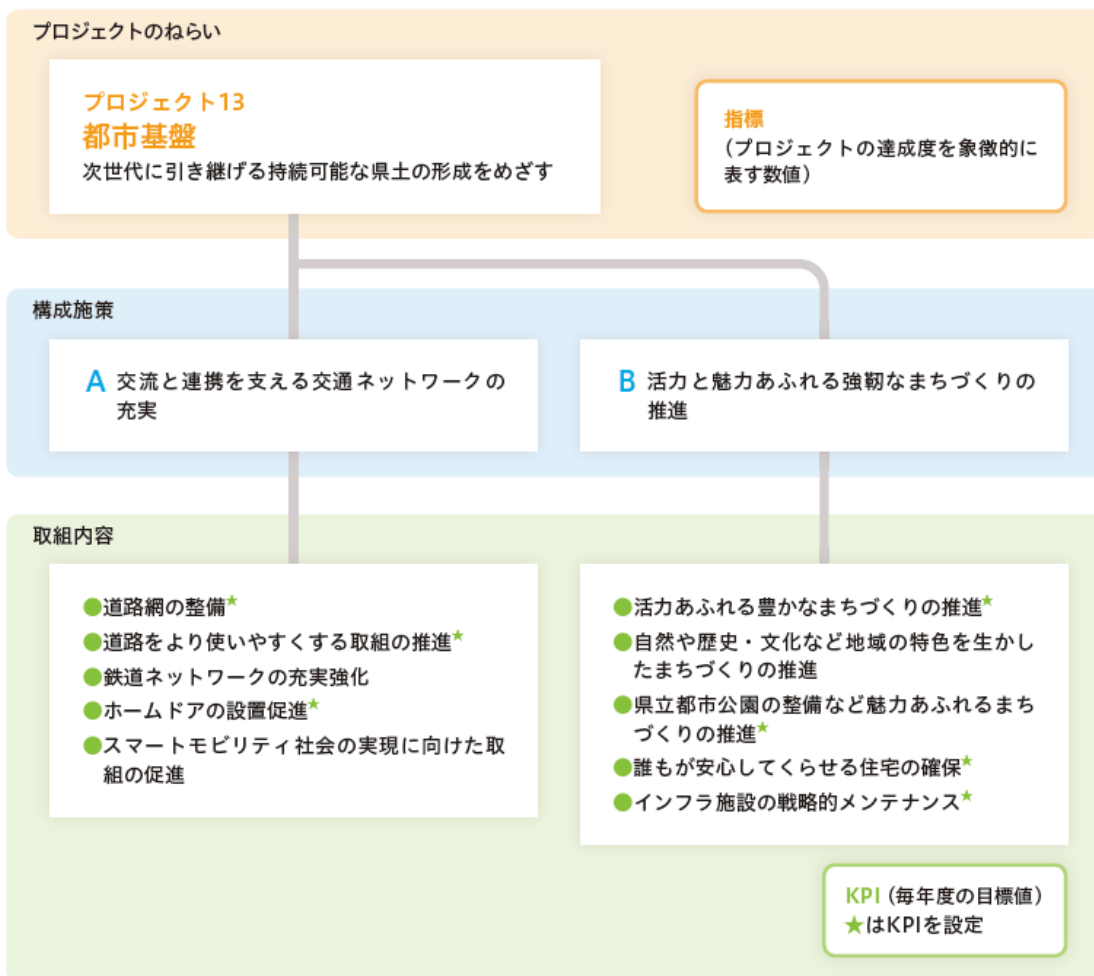 プロジェクトのねらい
プロジェクト13
都市基盤
次世代に引き継げる持続可能な県土の形成をめざす
指標
(プロジェクトの達成度を象徴的に
表す数値)
構成施策
A 交流と連携を支える交通ネットワークの
充実
B 活力と魅力あふれる強靭なまちづくりの
推進
取組内容
●道路網の整備★
●道路をより使いやすくする取組の推進★
●鉄道ネットワークの充実強化
●ホームドアの設置促進★
●スマートモビリティ社会の実現に向けた取
組の促進
●活力あふれる豊かなまちづくりの推進★
●自然や歴史・文化など地域の特色を生かし
たまちづくりの推進
●県立都市公園の整備など魅力あふれるまち
づくりの推進★
●誰もが安心してくらせる住宅の確保★
●インフラ施設の戦略的メンテナンス★
KPI (毎年度の目標値)
★はKPIを設定